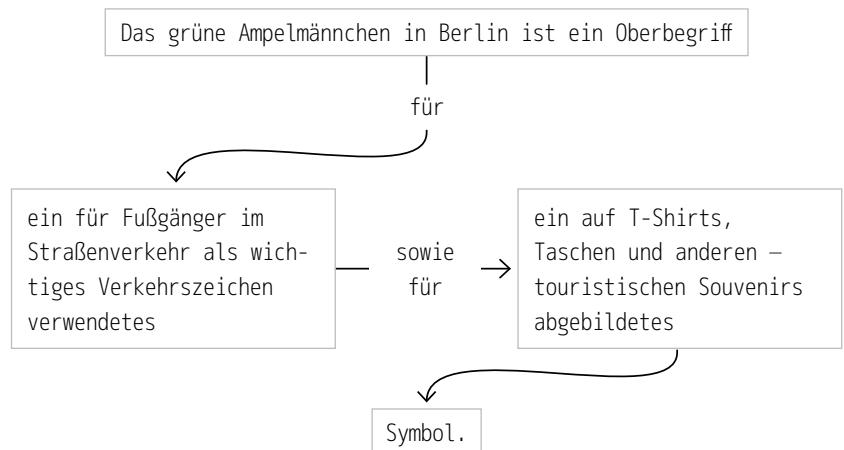 Das grüne Ampelmännchen in Berlin ist ein Oberbegriff
für
ein für Fußgänger im
Straßenverkehr als wich-
tiges Verkehrszeichen
verwendetes
sowie
für
ein auf T-Shirts,
Taschen und anderen –
touristischen Souvenirs
abgebildetes
Symbol.